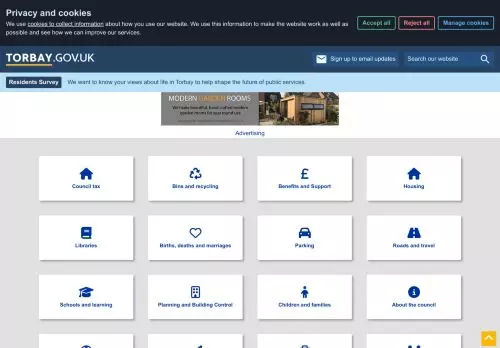 Privacy and cookies
We use cookies to collect information about how you use our website. We use this information to make the website work as well as
possible and see how we can improve our services.
Accept all
Reject all
Manage cookies
TORBAY.GOV.UK
Sign up to email updates
Search our website
Residents Survey
We want to know your views about life in Torbay to help shape the future of public services.
MODERN GARDEN ROOMS
We make beautiful, handcrafted modern
garden rooms for year round use
Advertising
Council tax
Bins and recycling
Benefits and Support
Housing
Libraries
Births, deaths and marriages
Parking
Roads and travel
Schools and learning
Planning and Building Control
Children and families
About the council